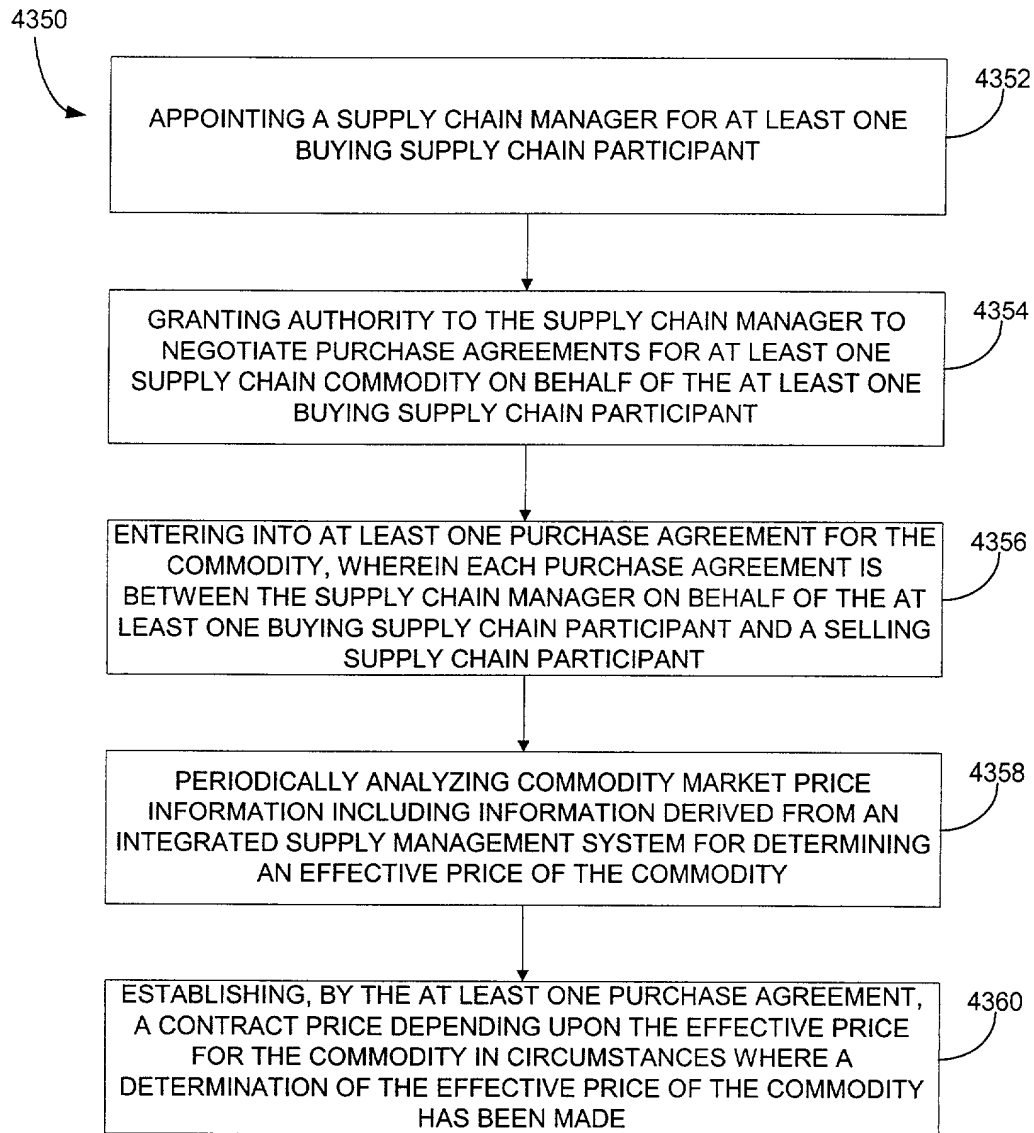 4350
4352
APPOINTING A SUPPLY CHAIN MANAGER FOR AT LEAST ONE
BUYING SUPPLY CHAIN PARTICIPANT
4354
GRANTING AUTHORITY TO THE SUPPLY CHAIN MANAGER TO
NEGOTIATE PURCHASE AGREEMENTS FOR AT LEAST ONE
SUPPLY CHAIN COMMODITY ON BEHALF OF THE AT LEAST ONE
BUYING SUPPLY CHAIN PARTICIPANT
4356
ENTERING INTO AT LEAST ONE PURCHASE AGREEMENT FOR THE
COMMODITY, WHEREIN EACH PURCHASE AGREEMENT IS
BETWEEN THE SUPPLY CHAIN MANAGER ON BEHALF OF THE AT
LEAST ONE BUYING SUPPLY CHAIN PARTICIPANT AND A SELLING
SUPPLY CHAIN PARTICIPANT
4358
PERIODICALLY ANALYZING COMMODITY MARKET PRICE
INFORMATION INCLUDING INFORMATION DERIVED FROM AN
INTEGRATED SUPPLY MANAGEMENT SYSTEM FOR DETERMINING
AN EFFECTIVE PRICE OF THE COMMODITY
4360
ESTABLISHING, BY THE AT LEAST ONE PURCHASE AGREEMENT,
A CONTRACT PRICE DEPENDING UPON THE EFFECTIVE PRICE
FOR THE COMMODITY IN CIRCUMSTANCES WHERE A
DETERMINATION OF THE EFFECTIVE PRICE OF THE COMMODITY
HAS BEEN MADE